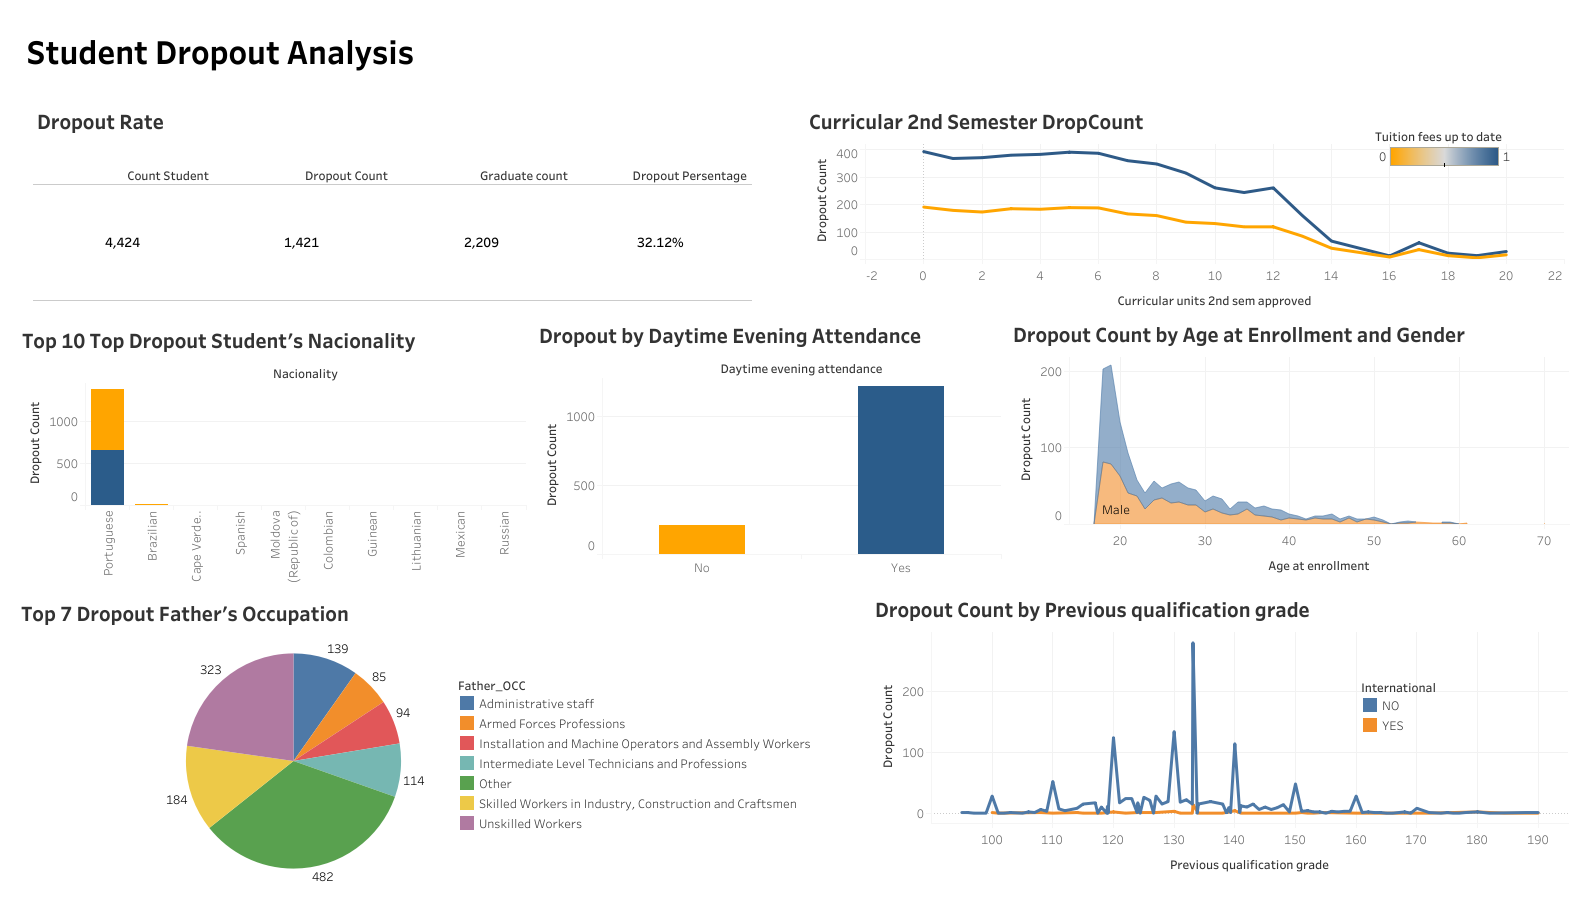 Student Dropout Analysis
Dropout Rate
Count Student
Dropout Count
Graduate count
Dropout Persentage
4,424
1,421
2,209
32.12%
Curricular 2nd Semester DropCount
Tuition fees up to date
0
1
Dropout Count
400
300
200
100
0
-2
0
2
4
6
8
10
12
14
16
18
20
22
Curricular units 2nd sem approved
Top 10 Top Dropout Student's Nacionality
Nacionality
Dropout Count
1000
500
0
Portuguese
Brazilian
Cape Verde..
Spanish
Moldova
(Republic of)
Colombian
Guinean
Lithuanian
Mexican
Russian
Dropout by Daytime Evening Attendance
Daytime evening attendance
Dropout Count
1000
500
0
No
Yes
Dropout Count by Age at Enrollment and Gender
Dropout Count
200
100
0
Male
20
30
40
50
60
70
Age at enrollment
Top 7 Dropout Father's Occupation
139
85
94
114
482
184
323
Father_OCC
Administrative staff
Armed Forces Professions
Installation and Machine Operators and Assembly Workers
Intermediate Level Technicians and Professions
Other
Skilled Workers in Industry, Construction and Craftsmen
Unskilled Workers
Dropout Count by Previous qualification grade
Dropout Count
200
100
0
International
NO
YES
100
110
120
130
140
150
160
170
180
190
Previous qualification grade